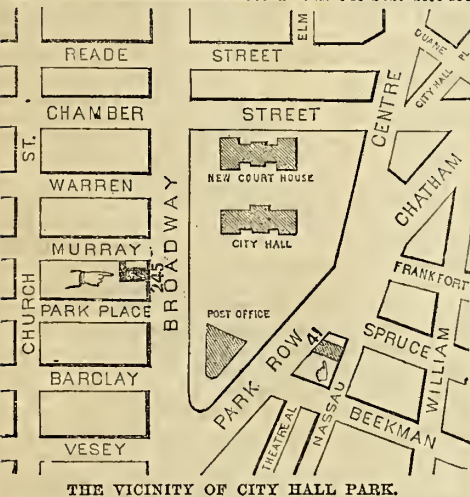 READE STREET
ELM
DUANE
PL
CITY HALL
CHAMBER STREET
CENTRE
ST.
CHATHAM
NEW COURT HOUSE
WARREN
CITY HALL
MURRAY
BROADWAY
245
FRANKFORT
CHURCH
PARK PLACE
POST OFFICE
PARK ROW
41
SPRUCE
WILLIAM
BARCLAY
NASSAU
BEEKMAN
THEATRE AL
VESEY
THE VICINITY OF CITY HALL PARK.